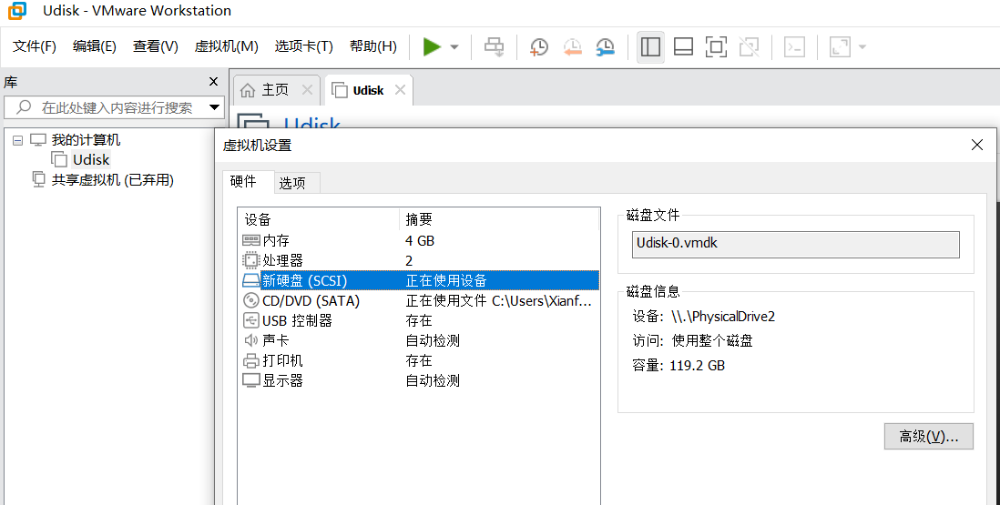 Udisk - VMware Workstation
文件(F) 编辑(E) 查看(V) 虚拟机(M) 选项卡(T) 帮助(H)
库
在此处键入内容进行搜索
我的计算机
Udisk
共享虚拟机 (已弃用)
主页 Udisk
Udisk
虚拟机设置
硬件 选项
设备 摘要
内存 4 GB
处理器 2
新硬盘 (SCSI) 正在使用设备
CD/DVD (SATA) 正在使用文件 C:\Users\Xianf...
USB 控制器 存在
声卡 自动检测
打印机 存在
显示器 自动检测
磁盘文件
Udisk-0.vmdk
磁盘信息
设备: \\.\PhysicalDrive2
访问: 使用整个磁盘
容量: 119.2 GB
高级(V)...